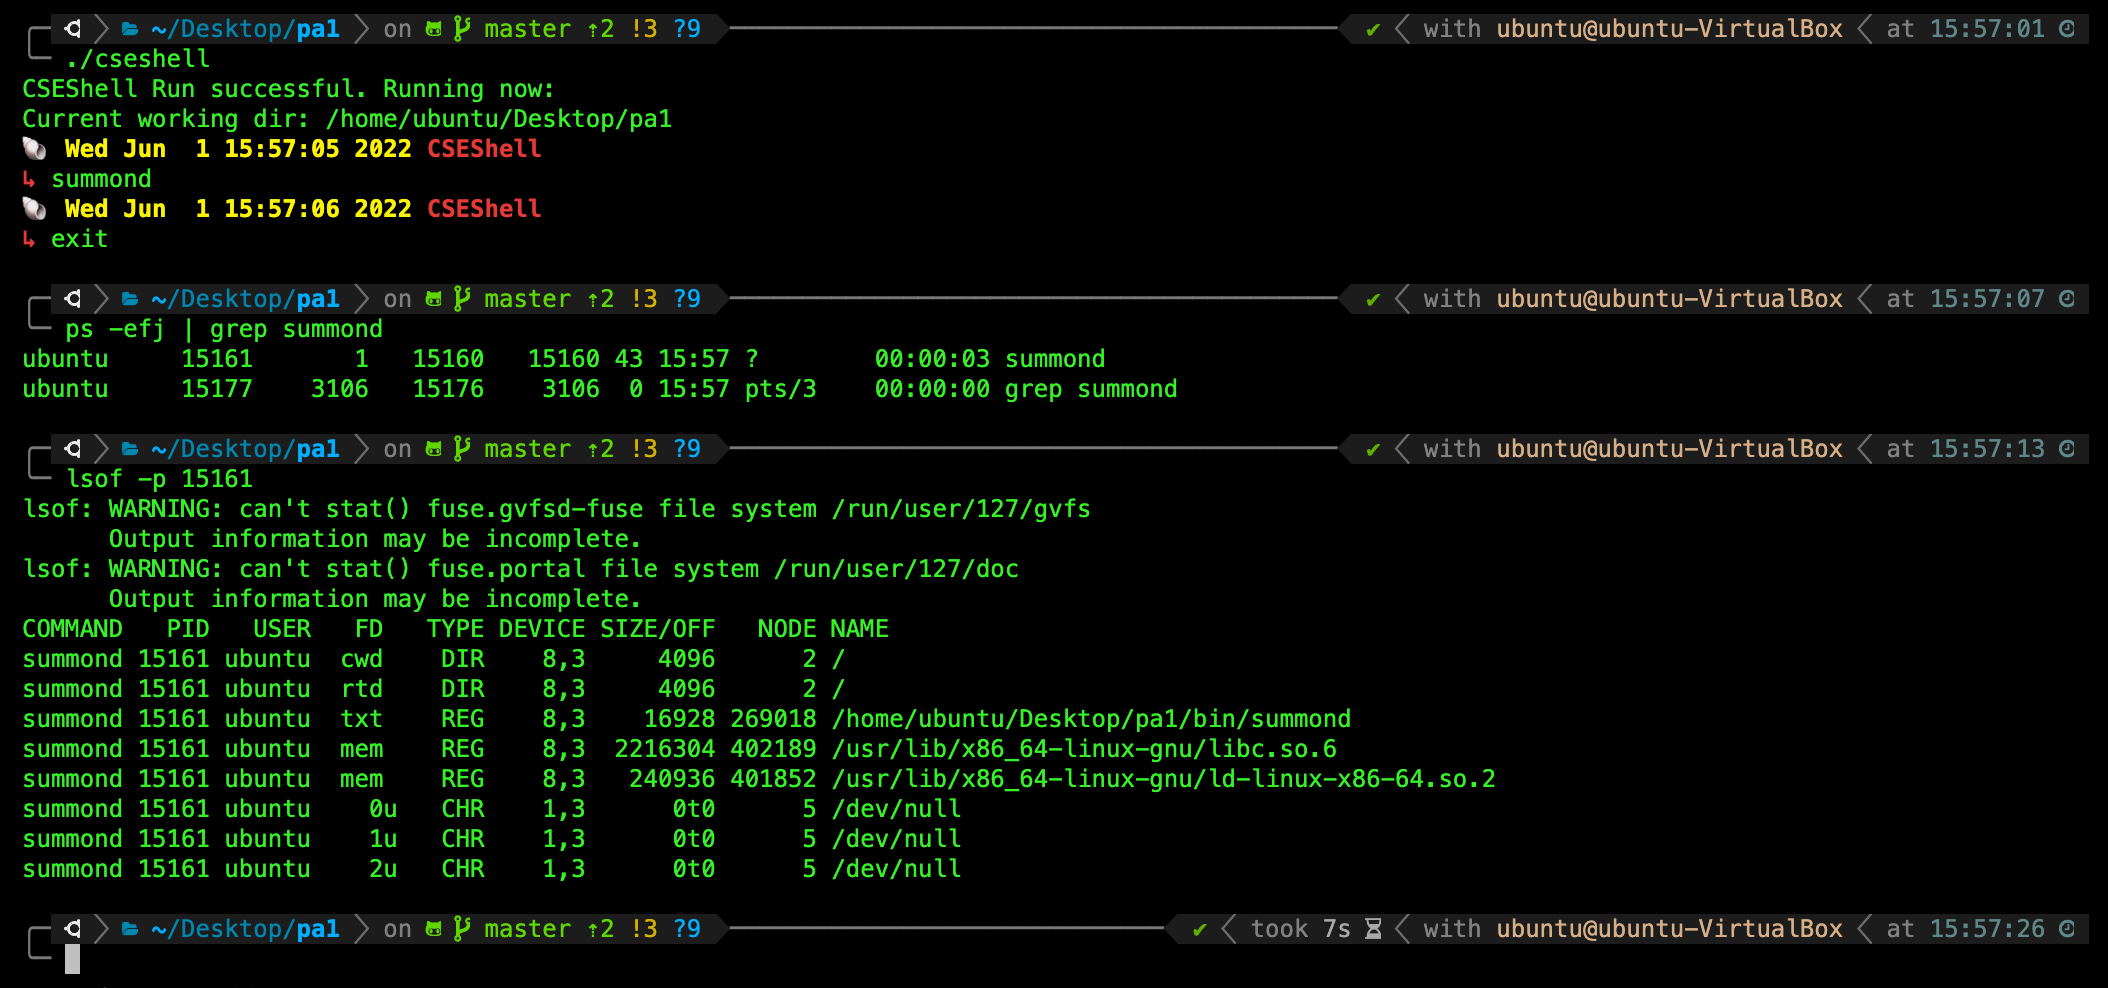 ~/Desktop/pa1 on master ⇡2 !3 ?9 ✔ with ubuntu@ubuntu-VirtualBox at 15:57:01
./cseshell
CSEShell Run successful. Running now:
Current working dir: /home/ubuntu/Desktop/pa1
🐚 Wed Jun  1 15:57:05 2022 CSEShell
↳ summond
🐚 Wed Jun  1 15:57:06 2022 CSEShell
↳ exit
~/Desktop/pa1 on master ⇡2 !3 ?9 ✔ with ubuntu@ubuntu-VirtualBox at 15:57:07
ps -efj | grep summond
ubuntu     15161       1   15160   15160 43 15:57 ?        00:00:03 summond
ubuntu     15177    3106   15176    3106  0 15:57 pts/3    00:00:00 grep summond
~/Desktop/pa1 on master ⇡2 !3 ?9 ✔ with ubuntu@ubuntu-VirtualBox at 15:57:13
lsof -p 15161
lsof: WARNING: can't stat() fuse.gvfsd-fuse file system /run/user/127/gvfs
      Output information may be incomplete.
lsof: WARNING: can't stat() fuse.portal file system /run/user/127/doc
      Output information may be incomplete.
COMMAND   PID   USER   FD   TYPE DEVICE SIZE/OFF   NODE NAME
summond 15161 ubuntu  cwd    DIR    8,3     4096      2 /
summond 15161 ubuntu  rtd    DIR    8,3     4096      2 /
summond 15161 ubuntu  txt    REG    8,3    16928 269018 /home/ubuntu/Desktop/pa1/bin/summond
summond 15161 ubuntu  mem    REG    8,3  2216304 402189 /usr/lib/x86_64-linux-gnu/libc.so.6
summond 15161 ubuntu  mem    REG    8,3   240936 401852 /usr/lib/x86_64-linux-gnu/ld-linux-x86-64.so.2
summond 15161 ubuntu    0u   CHR    1,3      0t0      5 /dev/null
summond 15161 ubuntu    1u   CHR    1,3      0t0      5 /dev/null
summond 15161 ubuntu    2u   CHR    1,3      0t0      5 /dev/null
~/Desktop/pa1 on master ⇡2 !3 ?9 ✔ took 7s with ubuntu@ubuntu-VirtualBox at 15:57:26